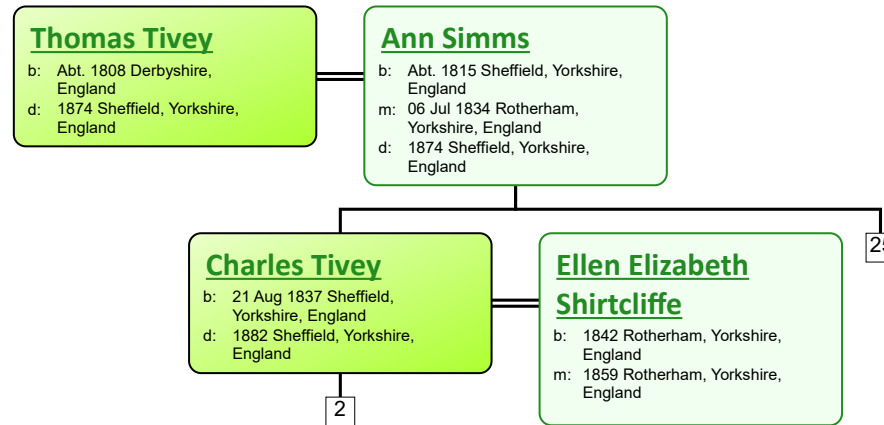 Thomas Tivey
b: Abt. 1808 Derbyshire,
England
d: 1874 Sheffield, Yorkshire,
England
Ann Simms
b: Abt. 1815 Sheffield, Yorkshire,
England
m: 06 Jul 1834 Rotherham,
Yorkshire, England
d: 1874 Sheffield, Yorkshire,
England
Charles Tivey
b: 21 Aug 1837 Sheffield,
Yorkshire, England
d: 1882 Sheffield, Yorkshire,
England
Ellen Elizabeth
Shirtcliffe
b: 1842 Rotherham, Yorkshire,
England
m: 1859 Rotherham, Yorkshire,
England
25
2